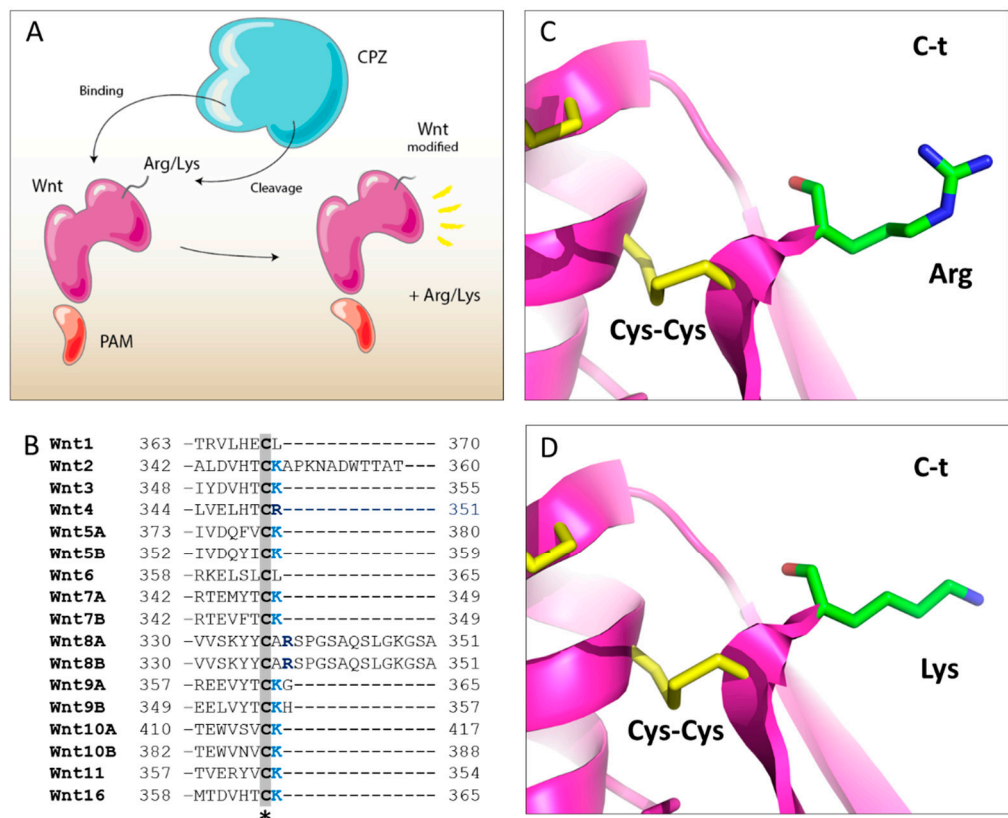 A
CPZ
Binding
Wnt
modified
Arg/Lys
Wnt
Cleavage
+ Arg/Lys
PAM
B
Wnt1 363 –TRVLHECL--------------- 370
Wnt2 342 –ALDVHTCKAPKNADWTTAT--- 360
Wnt3 348 –IYDVHTCK--------------- 355
Wnt4 344 –LVELHTCR--------------- 351
Wnt5A 373 –IVDQFVCK--------------- 380
Wnt5B 352 –IVDQYICK--------------- 359
Wnt6 358 –RKELSLCL--------------- 365
Wnt7A 342 –RTEMYTCK--------------- 349
Wnt7B 342 –RTEVFTCK--------------- 349
Wnt8A 330 –VVSKYYCARSPGSAQSLGKGSA 351
Wnt8B 330 –VVSKYYCARSPGSAQSLGKGSA 351
Wnt9A 357 –REEVYTCKG-------------- 365
Wnt9B 349 –EELVYTCKH-------------- 357
Wnt10A 410 –TEWVSVCK--------------- 417
Wnt10B 382 –TEWVNVCK--------------- 388
Wnt11 357 –TVERYVCK--------------- 354
Wnt16 358 –MTDVHTCK--------------- 365
*
C
C-t
Arg
Cys-Cys
D
C-t
Lys
Cys-Cys